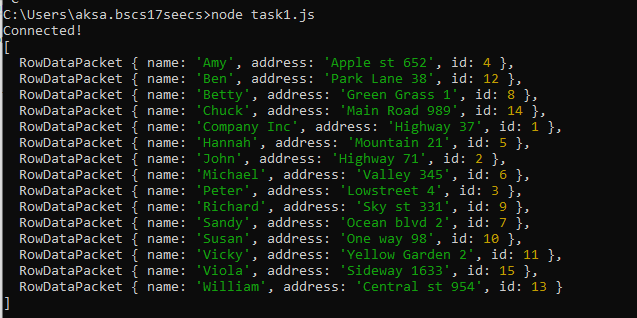 C:\Users\aksa.bscs17seecs>node task1.js
Connected!
[
  RowDataPacket { name: 'Amy', address: 'Apple st 652', id: 4 },
  RowDataPacket { name: 'Ben', address: 'Park Lane 38', id: 12 },
  RowDataPacket { name: 'Betty', address: 'Green Grass 1', id: 8 },
  RowDataPacket { name: 'Chuck', address: 'Main Road 989', id: 14 },
  RowDataPacket { name: 'Company Inc', address: 'Highway 37', id: 1 },
  RowDataPacket { name: 'Hannah', address: 'Mountain 21', id: 5 },
  RowDataPacket { name: 'John', address: 'Highway 71', id: 2 },
  RowDataPacket { name: 'Michael', address: 'Valley 345', id: 6 },
  RowDataPacket { name: 'Peter', address: 'Lowstreet 4', id: 3 },
  RowDataPacket { name: 'Richard', address: 'Sky st 331', id: 9 },
  RowDataPacket { name: 'Sandy', address: 'Ocean blvd 2', id: 7 },
  RowDataPacket { name: 'Susan', address: 'One way 98', id: 10 },
  RowDataPacket { name: 'Vicky', address: 'Yellow Garden 2', id: 11 },
  RowDataPacket { name: 'Viola', address: 'Sideway 1633', id: 15 },
  RowDataPacket { name: 'William', address: 'Central st 954', id: 13 }
]